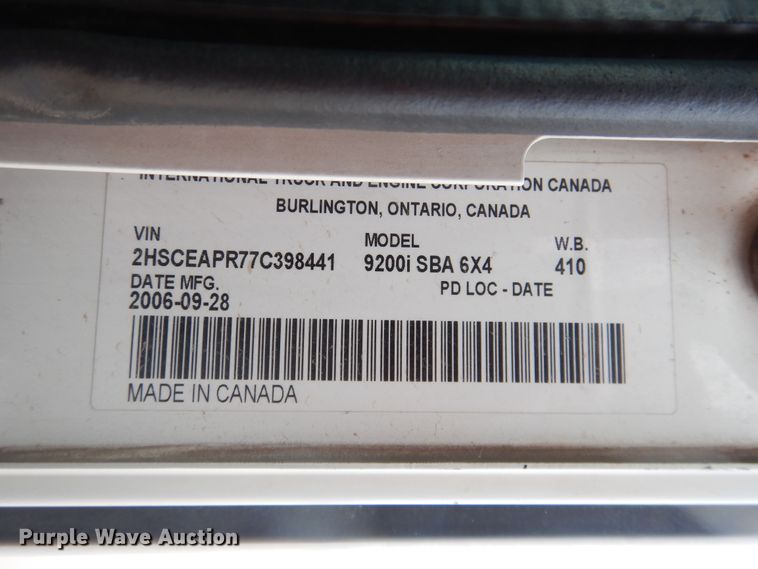 INTERNATIONAL TRUCK AND ENGINE CORPORATION CANADA
BURLINGTON, ONTARIO, CANADA
VIN MODEL W.B.
2HSCEAPR77C398441 9200i SBA 6X4 410
DATE MFG. PD LOC - DATE
2006-09-28
MADE IN CANADA
Purple Wave Auction